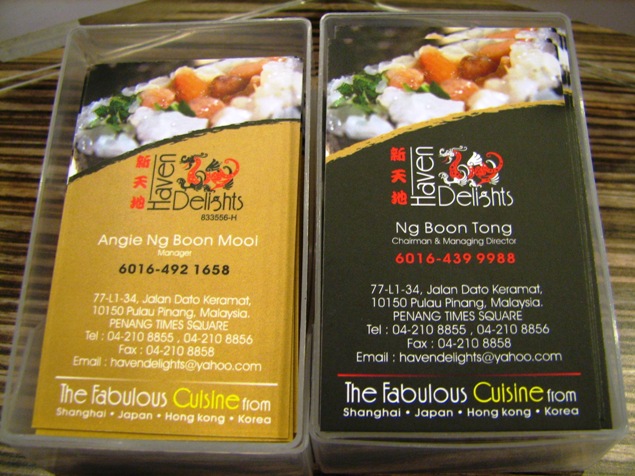 新天地
Haven
Delights
833556-H
Angie Ng Boon Mooi
Manager
6016-492 1658
77-L1-34, Jalan Dato Keramat,
10150 Pulau Pinang, Malaysia.
PENANG TIMES SQUARE
Tel : 04-210 8855 , 04-210 8856
Fax : 04-210 8858
Email : havendelights@yahoo.com
The Fabulous Cuisine from
Shanghai • Japan • Hong kong • Korea
新天地
Haven
Delights
Ng Boon Tong
Chairman & Managing Director
6016-439 9988
77-L1-34, Jalan Dato Keramat,
10150 Pulau Pinang, Malaysia.
PENANG TIMES SQUARE
Tel : 04-210 8855 , 04-210 8856
Fax : 04-210 8858
Email : havendelights@yahoo.com
The Fabulous Cuisine from
Shanghai • Japan • Hong kong • Korea